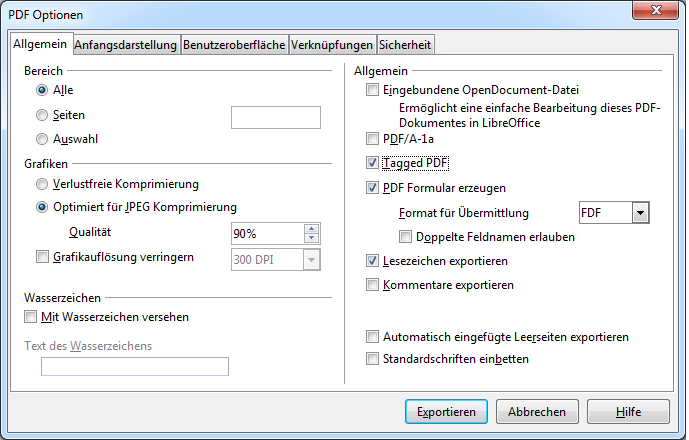 PDF Optionen
Allgemein Anfangsdarstellung Benutzeroberfläche Verknüpfungen Sicherheit
Bereich
Alle
Seiten
Auswahl
Grafiken
Verlustfreie Komprimierung
Optimiert für JPEG Komprimierung
Qualität 90%
Grafikauflösung verringern 300 DPI
Wasserzeichen
Mit Wasserzeichen versehen
Text des Wasserzeichens
Allgemein
Eingebundene OpenDocument-Datei
Ermöglicht eine einfache Bearbeitung dieses PDF-
Dokumentes in LibreOffice
PDF/A-1a
Tagged PDF
PDF Formular erzeugen
Format für Übermittlung FDF
Doppelte Feldnamen erlauben
Lesezeichen exportieren
Kommentare exportieren
Automatisch eingefügte Leerseiten exportieren
Standardschriften einbetten
Exportieren Abbrechen Hilfe